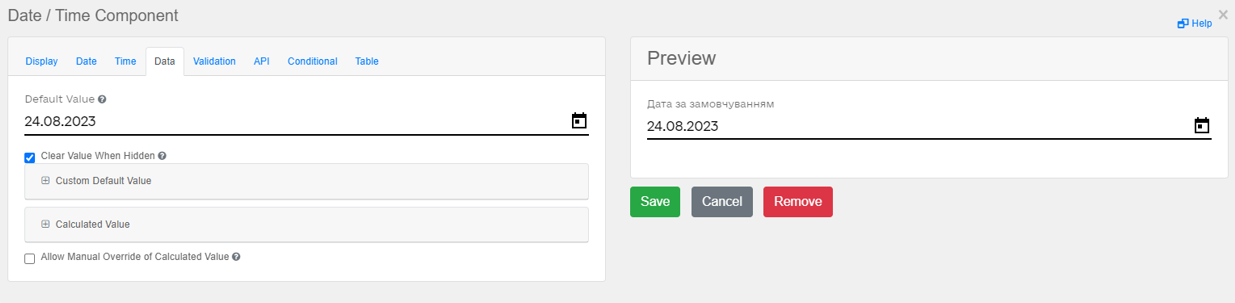 Date / Time Component
×
Help
Display Date Time Data Validation API Conditional Table
Default Value
24.08.2023
Clear Value When Hidden
Custom Default Value
Calculated Value
Allow Manual Override of Calculated Value
Preview
Дата за замовчуванням
24.08.2023
Save Cancel Remove